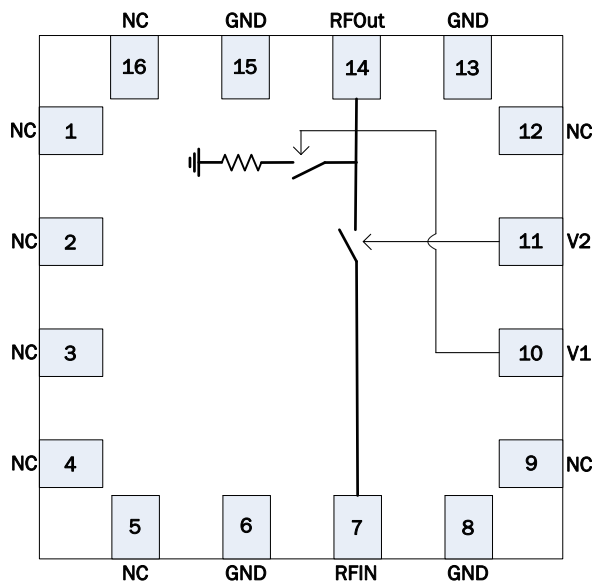 NC GND RFOut GND
16 15 14 13
NC 1 12 NC
NC 2 11 V2
NC 3 10 V1
NC 4 9 NC
5 6 7 8
NC GND RFIN GND